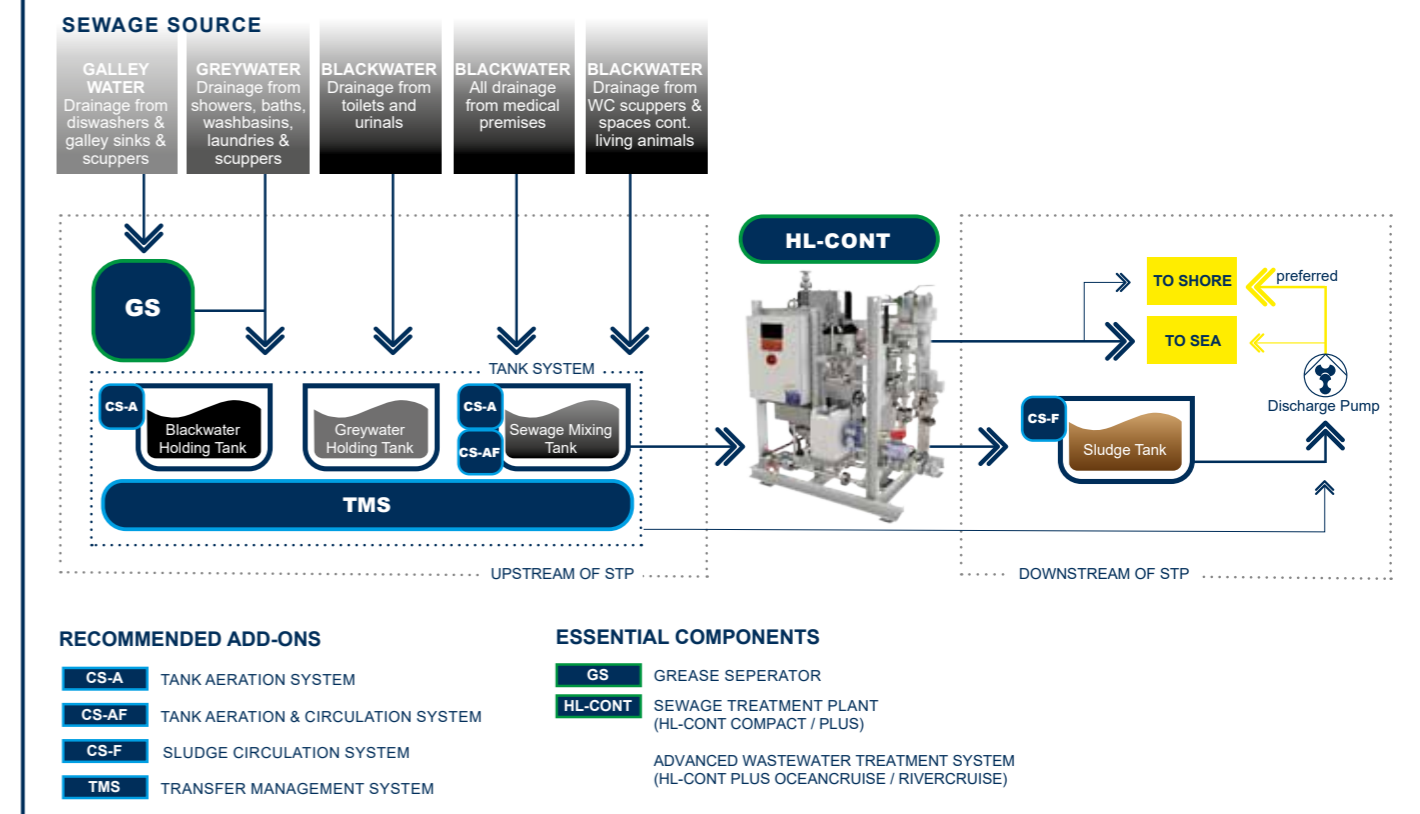 SEWAGE SOURCE
GALLEY
WATER
Drainage from
diswashers &
galley sinks &
scuppers
GREYWATER
Drainage from
showers, baths,
washbasins,
laundries &
scuppers
BLACKWATER
Drainage from
toilets and
urinals
BLACKWATER
All drainage
from medical
premises
BLACKWATER
Drainage from
WC scuppers &
spaces cont.
living animals
GS
HL-CONT
TO SHORE
preferred
TO SEA
TANK SYSTEM
CS-A
Blackwater
Holding Tank
Greywater
Holding Tank
CS-A
CS-AF
Sewage Mixing
Tank
CS-F
Sludge Tank
Discharge Pump
TMS
UPSTREAM OF STP
DOWNSTREAM OF STP
RECOMMENDED ADD-ONS
CS-A TANK AERATION SYSTEM
CS-AF TANK AERATION & CIRCULATION SYSTEM
CS-F SLUDGE CIRCULATION SYSTEM
TMS TRANSFER MANAGEMENT SYSTEM
ESSENTIAL COMPONENTS
GS GREASE SEPERATOR
HL-CONT SEWAGE TREATMENT PLANT
(HL-CONT COMPACT / PLUS)
ADVANCED WASTEWATER TREATMENT SYSTEM
(HL-CONT PLUS OCEANCRUISE / RIVERCRUISE)